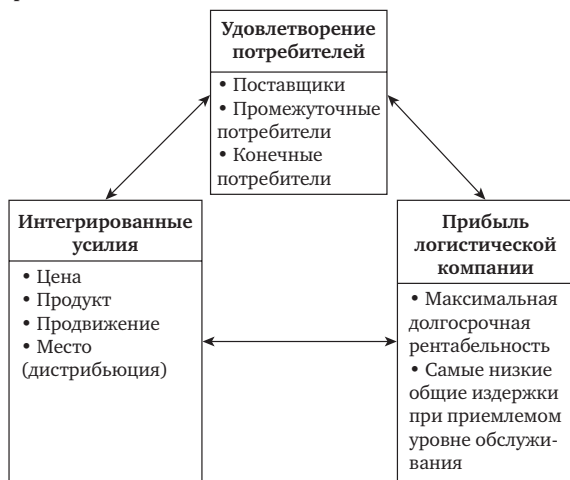 Удовлетворение
потребителей
• Поставщики
• Промежуточные
потребители
• Конечные
потребители
Интегрированные
усилия
• Цена
• Продукт
• Продвижение
• Место
(дистрибьюция)
Прибыль
логистической
компании
• Максимальная
долгосрочная
рентабельность
• Самые низкие
общие издержки
при приемлемом
уровне обслужи-
вания